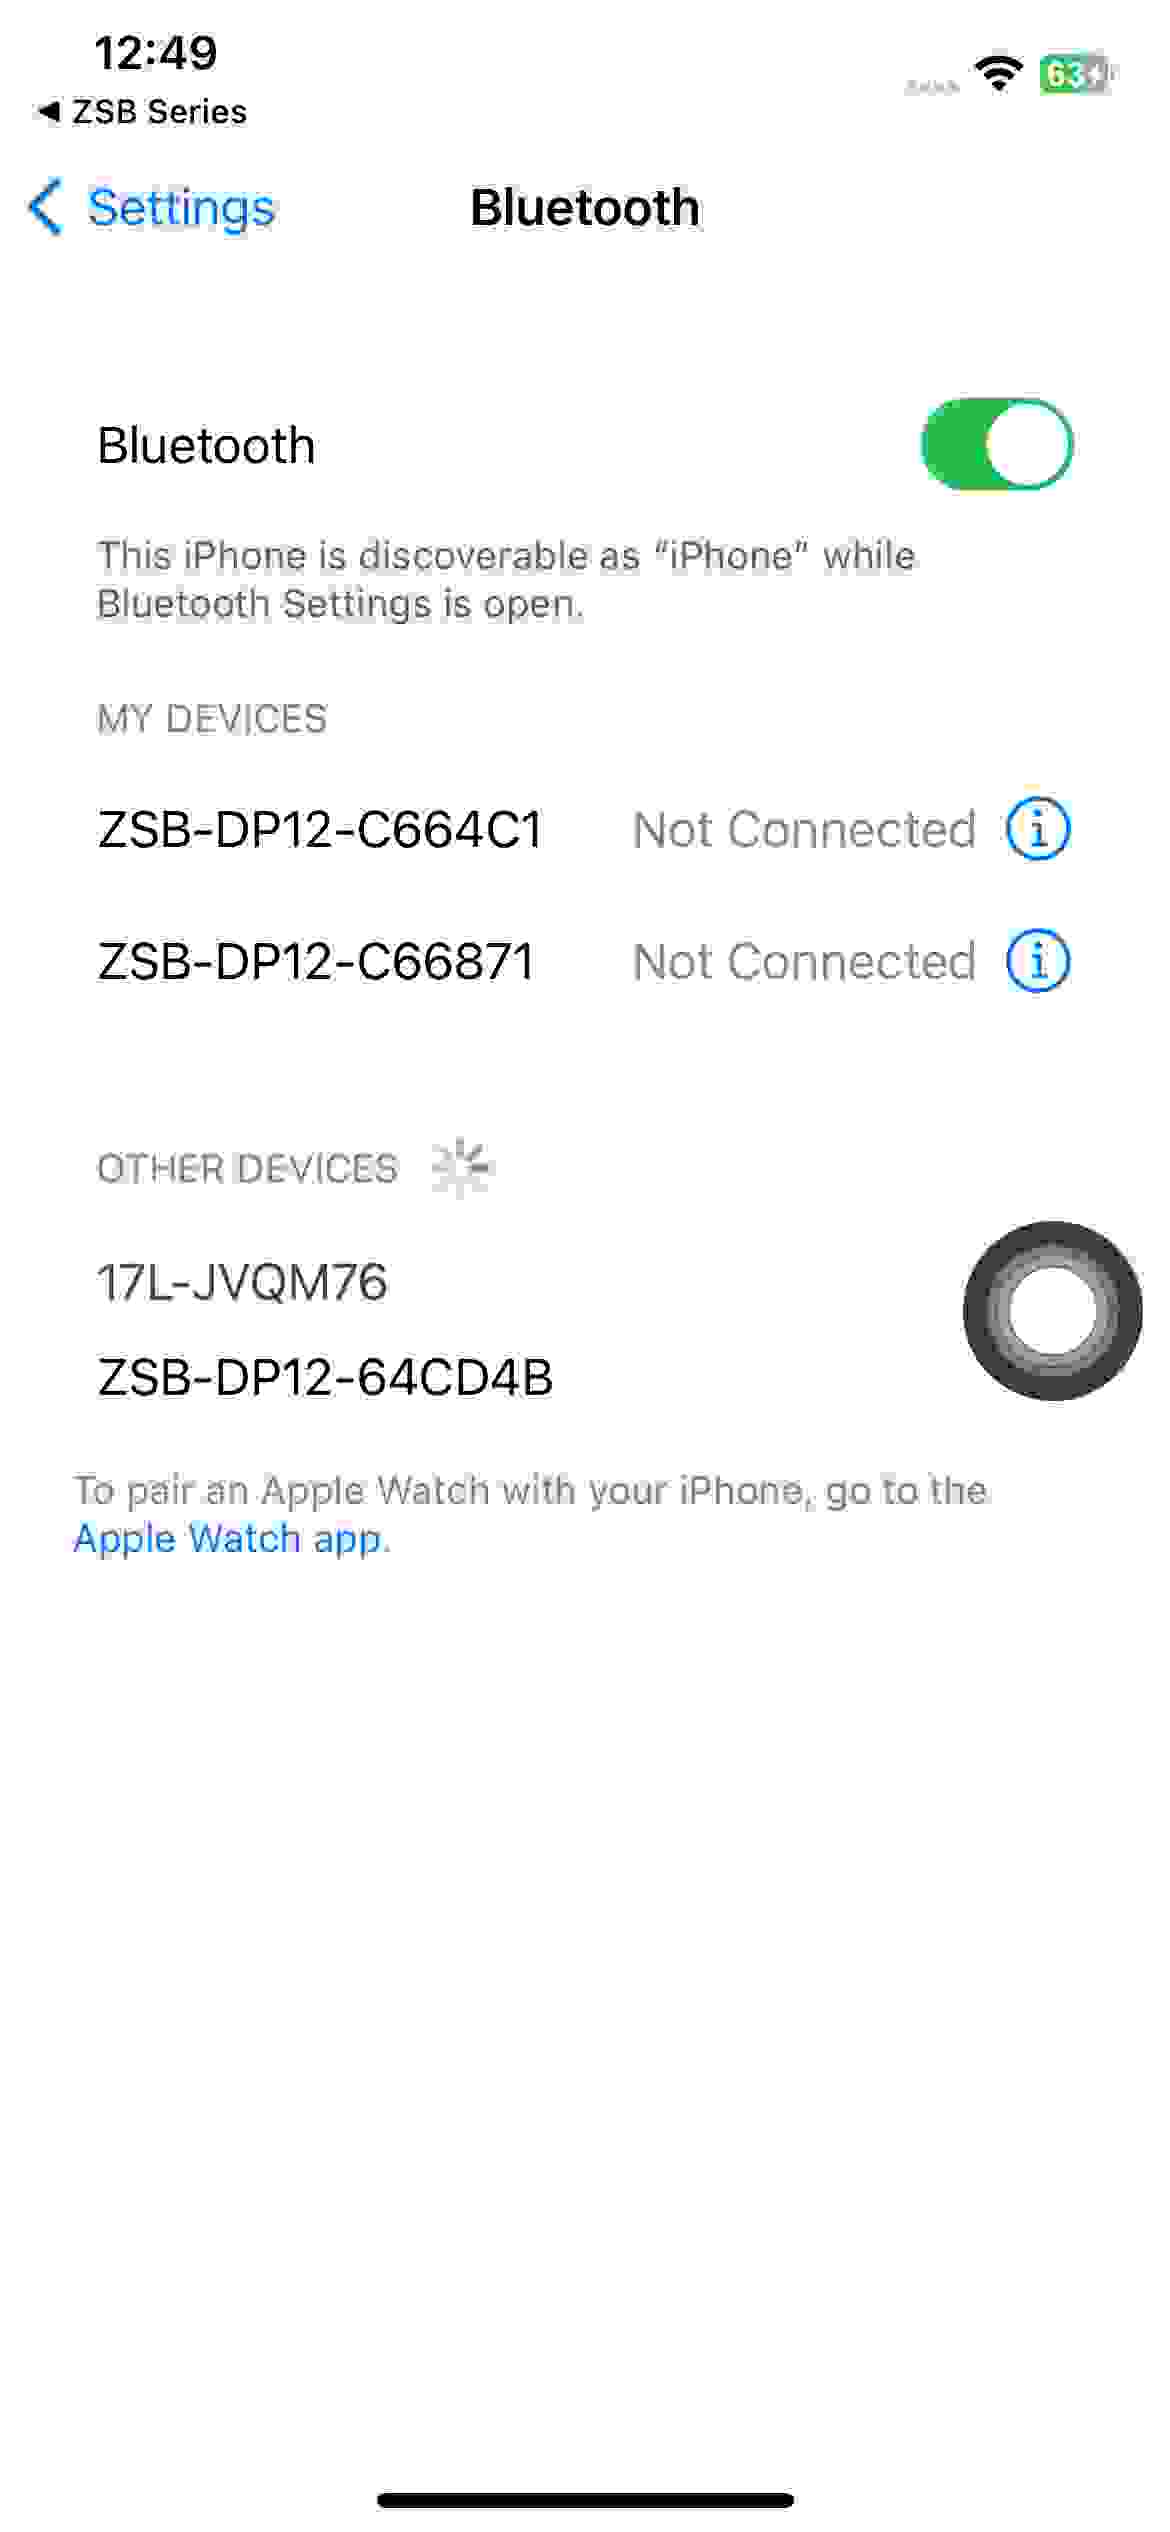 12:49
63
◀ ZSB Series
Settings
Bluetooth
Bluetooth
This iPhone is discoverable as “iPhone” while
Bluetooth Settings is open.
MY DEVICES
ZSB-DP12-C664C1 Not Connected
ZSB-DP12-C66871 Not Connected
OTHER DEVICES
17L-JVQM76
ZSB-DP12-64CD4B
To pair an Apple Watch with your iPhone, go to the
Apple Watch app.